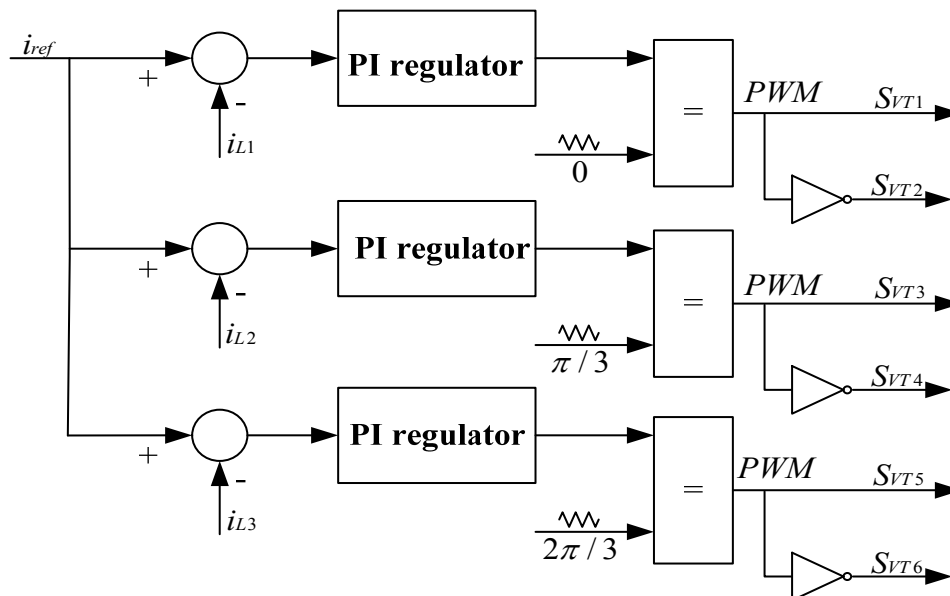 i_ref
+
-
i_L1
PI regulator
0
=
PWM
S_VT1
S_VT2
+
-
i_L2
PI regulator
π / 3
=
PWM
S_VT3
S_VT4
+
-
i_L3
PI regulator
2π / 3
=
PWM
S_VT5
S_VT6